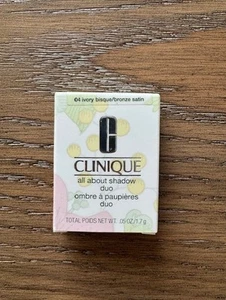 64 ivory bisque/bronze satin
C
CLINIQUE
all about shadow
duo
ombre à paupières
duo
TOTAL POIDS NET WT. .05 OZ/1.7 g